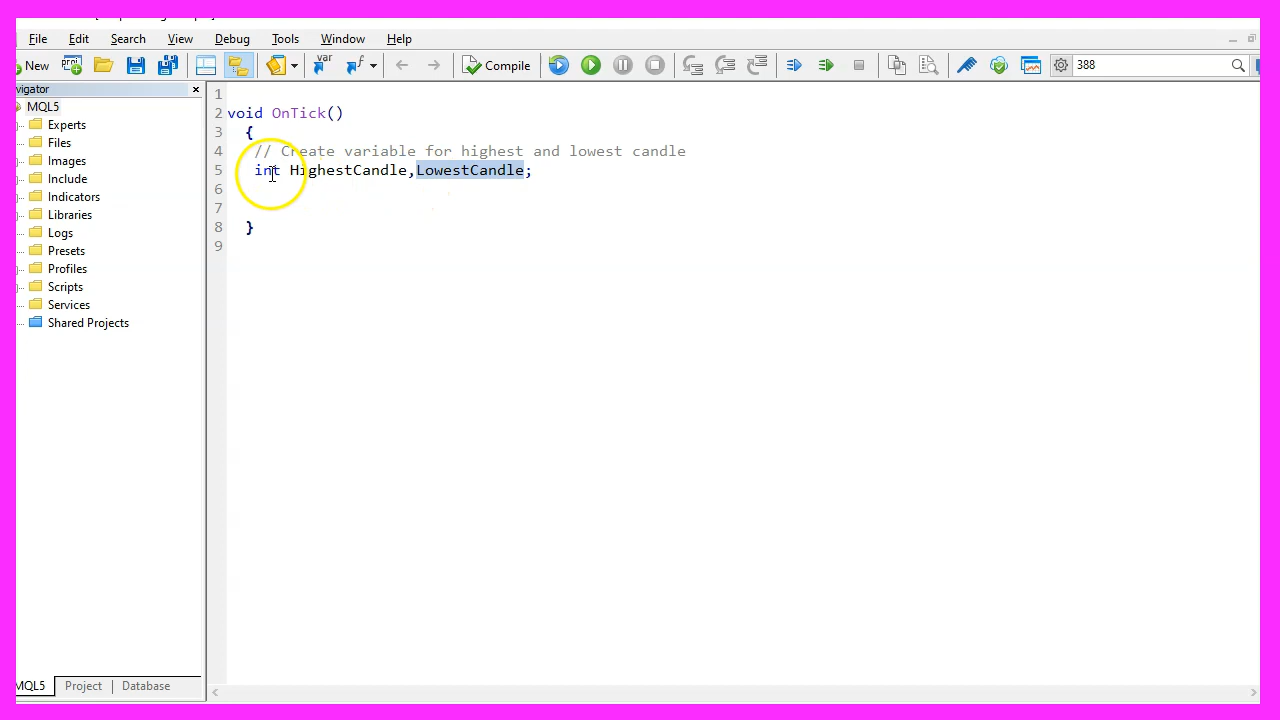 File Edit Search View Debug Tools Window Help
New Compile 388
MQL5
Experts
Files
Images
Include
Indicators
Libraries
Logs
Presets
Profiles
Scripts
Services
Shared Projects
1
2 void OnTick()
3 {
4 // Create variable for highest and lowest candle
5 int HighestCandle,LowestCandle;
6
7
8 }
9
MQL5 Project Database